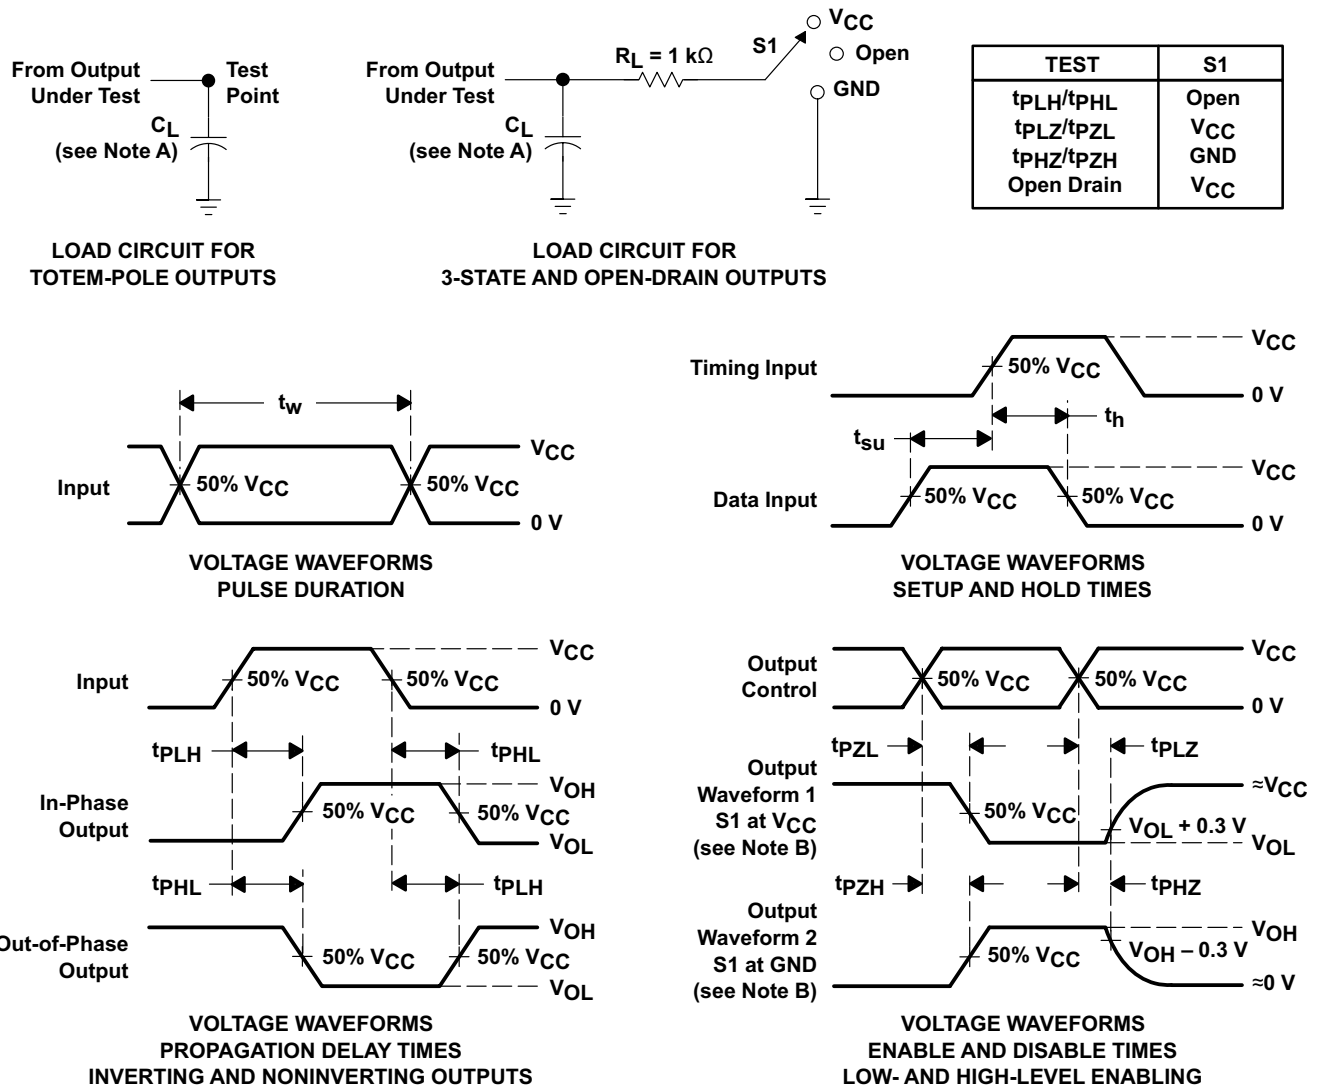 From Output
Under Test
Test
Point
CL
(see Note A)
LOAD CIRCUIT FOR
TOTEM-POLE OUTPUTS
From Output
Under Test
RL = 1 kΩ
S1
VCC
Open
GND
CL
(see Note A)
LOAD CIRCUIT FOR
3-STATE AND OPEN-DRAIN OUTPUTS
TEST S1
tPLH/tPHL Open
tPLZ/tPZL VCC
tPHZ/tPZH GND
Open Drain VCC
tw
Input
50% VCC
50% VCC
VCC
0 V
VOLTAGE WAVEFORMS
PULSE DURATION
Timing Input
50% VCC
VCC
0 V
th
tsu
Data Input
50% VCC
50% VCC
VCC
0 V
VOLTAGE WAVEFORMS
SETUP AND HOLD TIMES
Input
50% VCC
50% VCC
VCC
0 V
tPLH
tPHL
In-Phase
Output
50% VCC
50% VCC
VOH
VOL
tPHL
tPLH
Out-of-Phase
Output
50% VCC
50% VCC
VOH
VOL
VOLTAGE WAVEFORMS
PROPAGATION DELAY TIMES
INVERTING AND NONINVERTING OUTPUTS
Output
Control
50% VCC
50% VCC
VCC
0 V
tPZL
tPLZ
Output
Waveform 1
S1 at VCC
(see Note B)
50% VCC
VOL + 0.3 V
≈VCC
VOL
tPZH
tPHZ
Output
Waveform 2
S1 at GND
(see Note B)
50% VCC
VOH – 0.3 V
VOH
≈0 V
VOLTAGE WAVEFORMS
ENABLE AND DISABLE TIMES
LOW- AND HIGH-LEVEL ENABLING